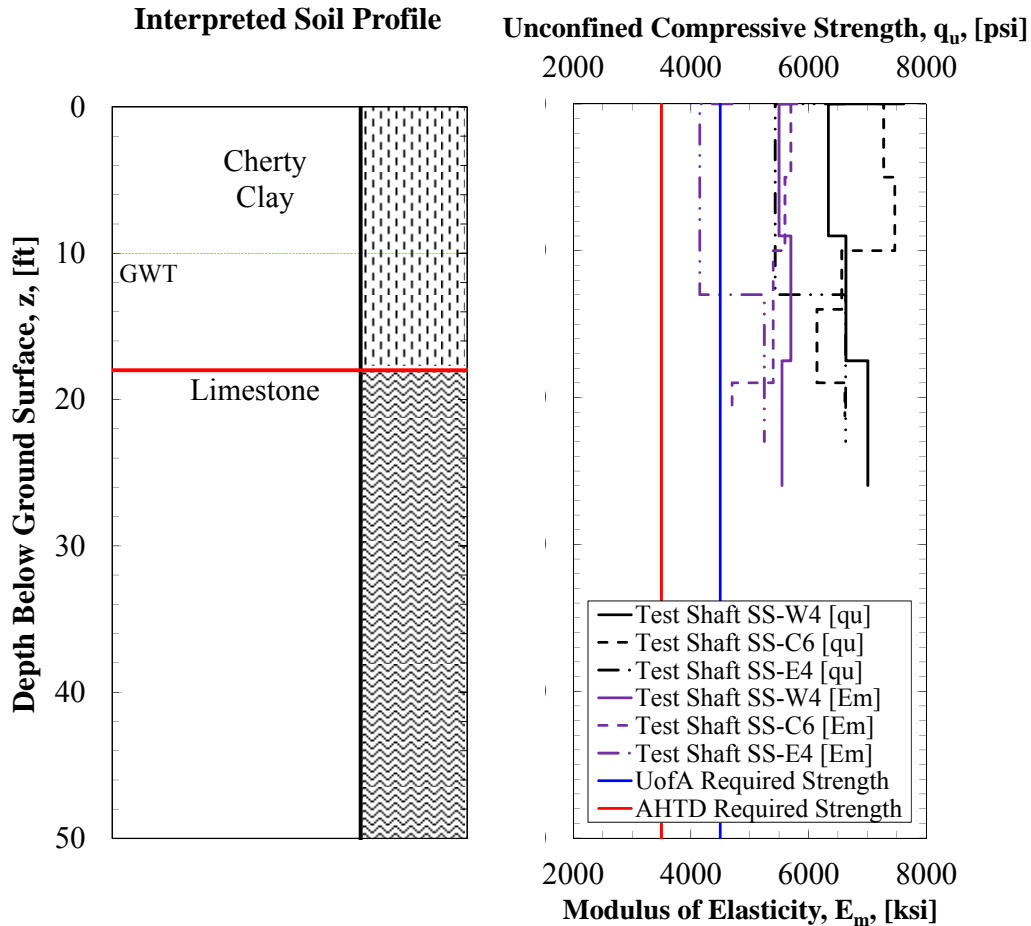 Interpreted Soil Profile
Unconfined Compressive Strength, qu, [psi]
2000 4000 6000 8000
Depth Below Ground Surface, z, [ft]
0
10
20
30
40
50
Cherty
Clay
GWT
Limestone
Test Shaft SS-W4 [qu]
Test Shaft SS-C6 [qu]
Test Shaft SS-E4 [qu]
Test Shaft SS-W4 [Em]
Test Shaft SS-C6 [Em]
Test Shaft SS-E4 [Em]
UofA Required Strength
AHTD Required Strength
2000 4000 6000 8000
Modulus of Elasticity, Em, [ksi]